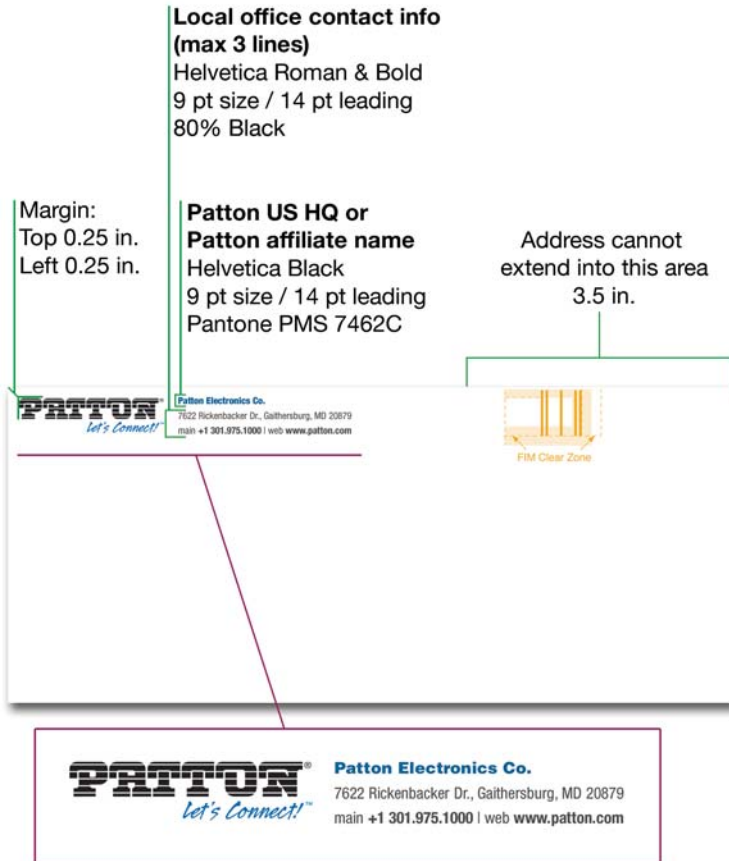 Local office contact info
(max 3 lines)
Helvetica Roman & Bold
9 pt size / 14 pt leading
80% Black
Margin:
Top 0.25 in.
Left 0.25 in.
Patton US HQ or
Patton affiliate name
Helvetica Black
9 pt size / 14 pt leading
Pantone PMS 7462C
Address cannot
extend into this area
3.5 in.
PATTON®
Let's Connect!™
Patton Electronics Co.
7622 Rickenbacker Dr., Gaithersburg, MD 20879
main +1 301.975.1000 | web www.patton.com
FIM Clear Zone
PATTON®
Let's Connect!™
Patton Electronics Co.
7622 Rickenbacker Dr., Gaithersburg, MD 20879
main +1 301.975.1000 | web www.patton.com